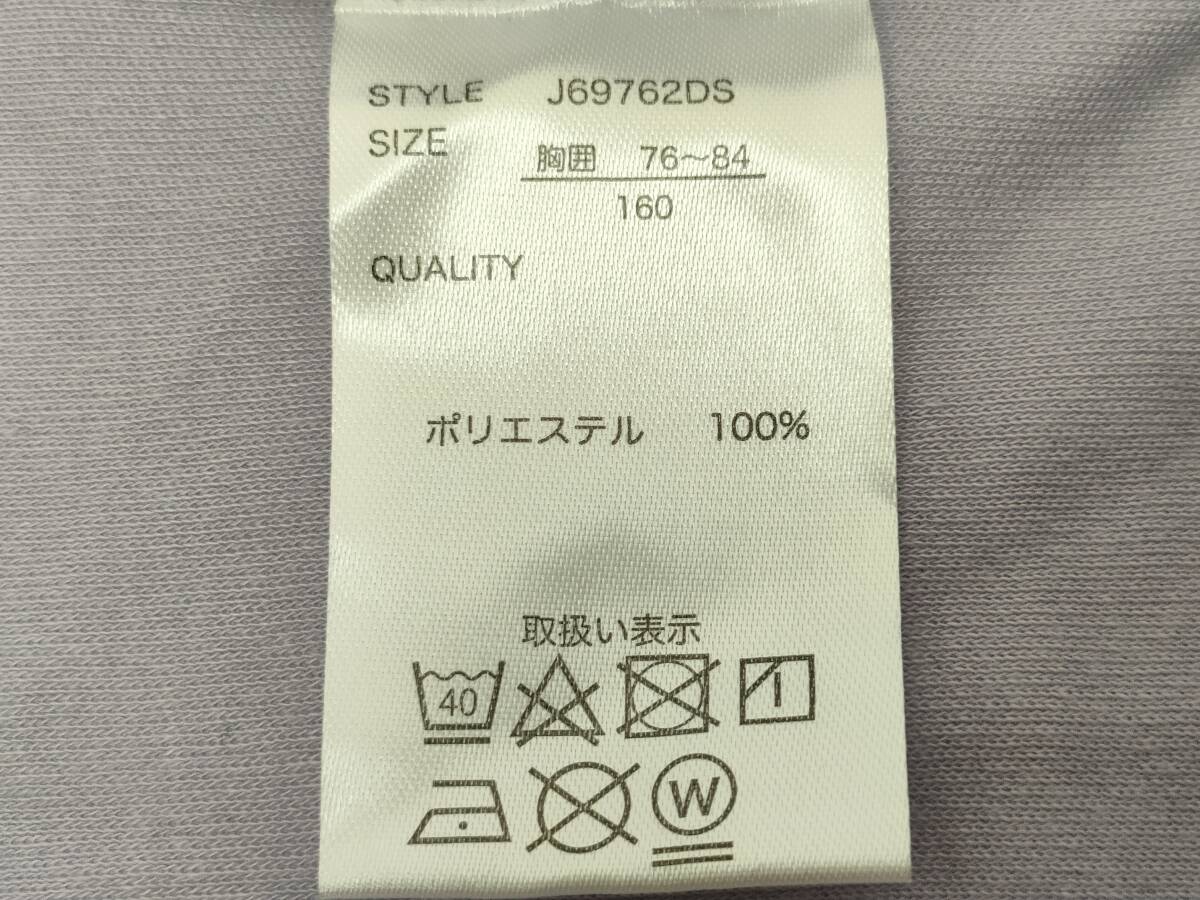 STYLE J69762DS
SIZE 胸囲 76～84
160
QUALITY
ポリエステル 100%
取扱い表示
40
W